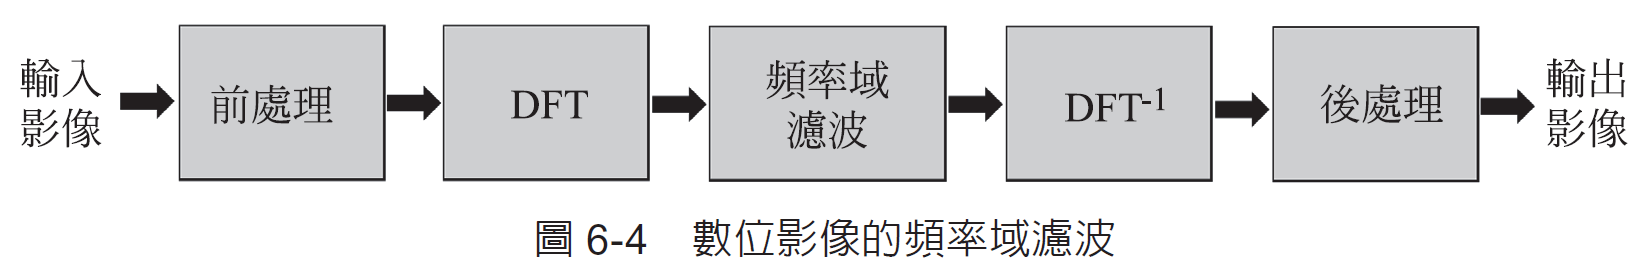 輸入
影像
前處理
DFT
頻率域
濾波
DFT-1
後處理
輸出
影像
圖 6-4 數位影像的頻率域濾波